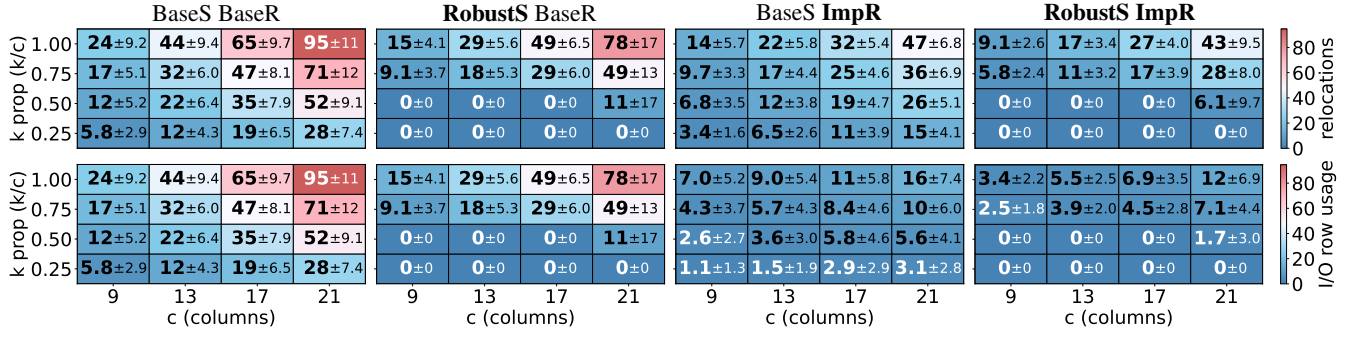 BaseS BaseR RobustS BaseR BaseS ImpR RobustS ImpR
k prop (k/c)
1.00 24±9.2 44±9.4 65±9.7 95±11 15±4.1 29±5.6 49±6.5 78±17 14±5.7 22±5.8 32±5.4 47±6.8 9.1±2.6 17±3.4 27±4.0 43±9.5
0.75 17±5.1 32±6.0 47±8.1 71±12 9.1±3.7 18±5.3 29±6.0 49±13 9.7±3.3 17±4.4 25±4.6 36±6.9 5.8±2.4 11±3.2 17±3.9 28±8.0
0.50 12±5.2 22±6.4 35±7.9 52±9.1 0±0 0±0 0±0 11±17 6.8±3.5 12±3.8 19±4.7 26±5.1 0±0 0±0 0±0 6.1±9.7
0.25 5.8±2.9 12±4.3 19±6.5 28±7.4 0±0 0±0 0±0 0±0 3.4±1.6 6.5±2.6 11±3.9 15±4.1 0±0 0±0 0±0 0±0
80
60
40
20
0
relocations
k prop (k/c)
1.00 24±9.2 44±9.4 65±9.7 95±11 15±4.1 29±5.6 49±6.5 78±17 7.0±5.2 9.0±5.4 11±5.8 16±7.4 3.4±2.2 5.5±2.5 6.9±3.5 12±6.9
0.75 17±5.1 32±6.0 47±8.1 71±12 9.1±3.7 18±5.3 29±6.0 49±13 4.3±3.7 5.7±4.3 8.4±4.6 10±6.0 2.5±1.8 3.9±2.0 4.5±2.8 7.1±4.4
0.50 12±5.2 22±6.4 35±7.9 52±9.1 0±0 0±0 0±0 11±17 2.6±2.7 3.6±3.0 5.8±4.6 5.6±4.1 0±0 0±0 0±0 1.7±3.0
0.25 5.8±2.9 12±4.3 19±6.5 28±7.4 0±0 0±0 0±0 0±0 1.1±1.3 1.5±1.9 2.9±2.9 3.1±2.8 0±0 0±0 0±0 0±0
80
60
40
20
0
I/O row usage
9 13 17 21 9 13 17 21 9 13 17 21 9 13 17 21
c (columns) c (columns) c (columns) c (columns)